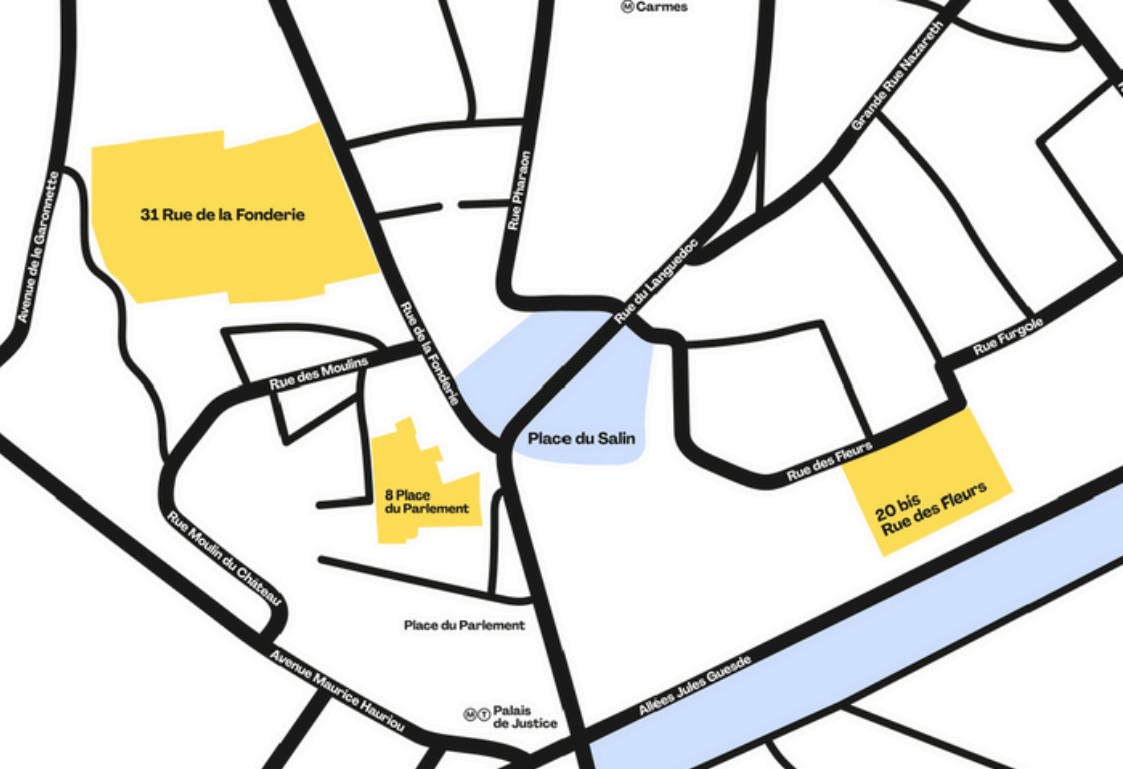 Ⓜ Carmes
Grande Rue Nazareth
Avenue de le Garonnette
31 Rue de la Fonderie
Rue Pharaon
Rue du Languedoc
Rue de la Fonderie
Rue Furgole
Rue des Moulins
Place du Salin
Rue des Fleurs
8 Place
du Parlement
20 bis
Rue des Fleurs
Rue Moulin du Château
Place du Parlement
Avenue Maurice Hauriou
Allées Jules Guesde
Ⓜ Ⓣ Palais
de Justice